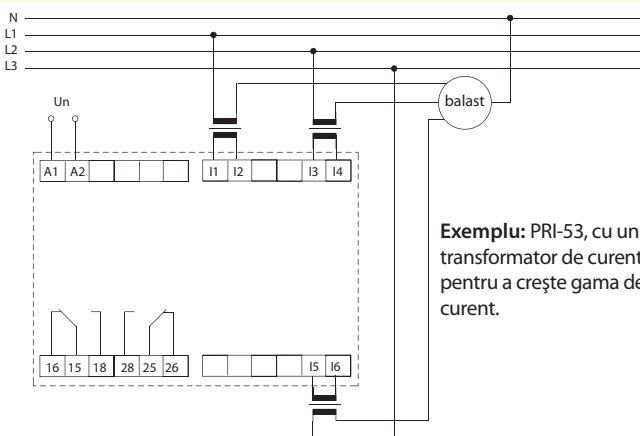 N
L1
L2
L3
Un
balast
A1 A2
I1 I2 I3 I4
Exemplu: PRI-53, cu un
transformator de curent
pentru a creşte gama de
curent.
16 15 18 28 25 26
I5 I6